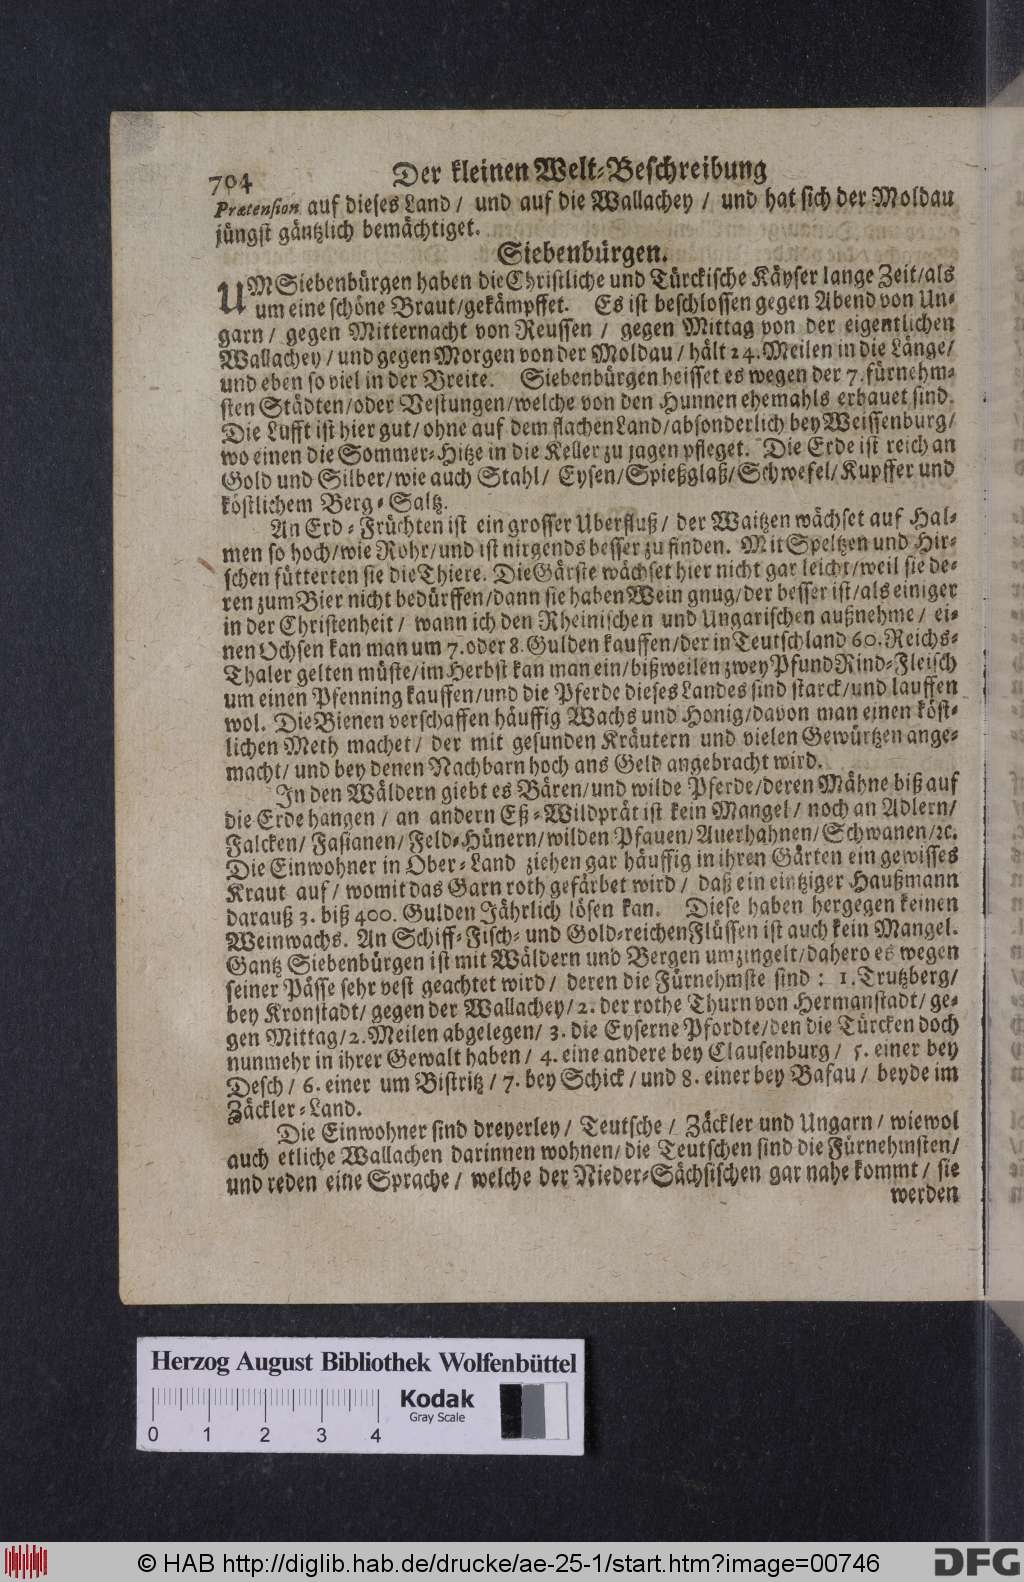 704 Der kleinen Welt-Beschreibung
Prætension auf dieses Land / und auf die Wallachey / und hat sich der Moldau
jüngst gäntzlich bemächtiget.
Siebenbürgen.
UM Siebenbürgen haben die Christliche und Türckische Käyser lange Zeit/als
um eine schöne Braut/gekämpffet. Es ist beschlossen gegen Abend von Un-
garn / gegen Mitternacht von Reussen / gegen Mittag von der eigentlichen
Wallachey / und gegen Morgen von der Moldau / hält 24. Meilen in die Länge/
und eben so viel in der Breite. Siebenbürgen heisset es wegen der 7. fürnehm-
sten Städten/oder Vestungen/welche von den Hunnen ehemahls erbauet sind.
Die Lufft ist hier gut / ohne auf dem flachen Land/absonderlich bey Weissenburg/
wo einen die Sommer-Hitze in die Keller zu jagen pfleget. Die Erde ist reich an
Gold und Silber/wie auch Stahl/ Eysen/Spießglaß/Schwefel/Kupffer und
köstlichem Berg-Saltz.
An Erd-Früchten ist ein grosser Uberfluß / der Waitzen wächset auf Hal-
men so hoch/wie Rohr/und ist nirgends besser zu finden. Mit Speltzen und Hir-
schen fütterten sie die Thiere. Die Gärste wächset hier nicht gar leicht/weil sie de-
ren zum Bier nicht bedürffen/dann sie haben Wein gnug/der besser ist/als einiger
in der Christenheit / wann ich den Rheinischen und Ungarischen außnehme / ei-
nen Ochsen kan man um 7. oder 8. Gulden kauffen/der in Teutschland 60. Reichs-
Thaler gelten müste/im Herbst kan man ein/bißweilen zwey Pfund Rind-Fleisch
um einen Pfenning kauffen/und die Pferde dieses Landes sind starck/und lauffen
wol. Die Bienen verschaffen häuffig Wachs und Honig/davon man einen köst-
lichen Meth machet / der mit gesunden Kräutern und vielen Gewürtzen ange-
macht/ und bey denen Nachbarn hoch ans Geld angebracht wird.
In den Wäldern giebt es Bären/und wilde Pferde/deren Mähne biß auf
die Erde hangen / an andern Eß-Wildprät ist kein Mangel / noch an Adlern/
Falcken/ Fasianen/ Feld-Hünern/wilden Pfauen/ Auerhahnen/ Schwanen/ꝛc.
Die Einwohner in Ober-Land ziehen gar häuffig in ihren Gärten ein gewisses
Kraut auf / womit das Garn roth gefärbet wird / daß ein eintziger Haußmann
darauß 3. biß 400. Gulden Jährlich lösen kan. Diese haben hergegen keinen
Weinwachs. An Schiff-Fisch- und Gold-reichen Flüssen ist auch kein Mangel.
Gantz Siebenbürgen ist mit Wäldern und Bergen umzingelt/dahero es wegen
seiner Pässe sehr vest geachtet wird / deren die Fürnehmste sind : 1. Trutzberg/
bey Kronstadt/ gegen der Wallachey/ 2. der rothe Thurn von Hermanstadt / ge-
gen Mittag/2. Meilen abgelegen/ 3. die Eyserne Pfordte/den die Türcken doch
nunmehr in ihrer Gewalt haben / 4. eine andere bey Clausenburg / 5. einer bey
Desch / 6. einer um Bistritz / 7. bey Schick / und 8. einer bey Basau / beyde im
Zäckler-Land.
Die Einwohner sind dreyerley / Teutsche / Zäckler und Ungarn / wiewol
auch etliche Wallachen darinnen wohnen/ die Teutschen sind die Fürnehmsten/
und reden eine Sprache / welche der Nieder-Sächsischen gar nahe kommt / sie
werden
Herzog August Bibliothek Wolfenbüttel
Kodak
Gray Scale
0 1 2 3 4
© HAB http://diglib.hab.de/drucke/ae-25-1/start.htm?image=00746
DFG